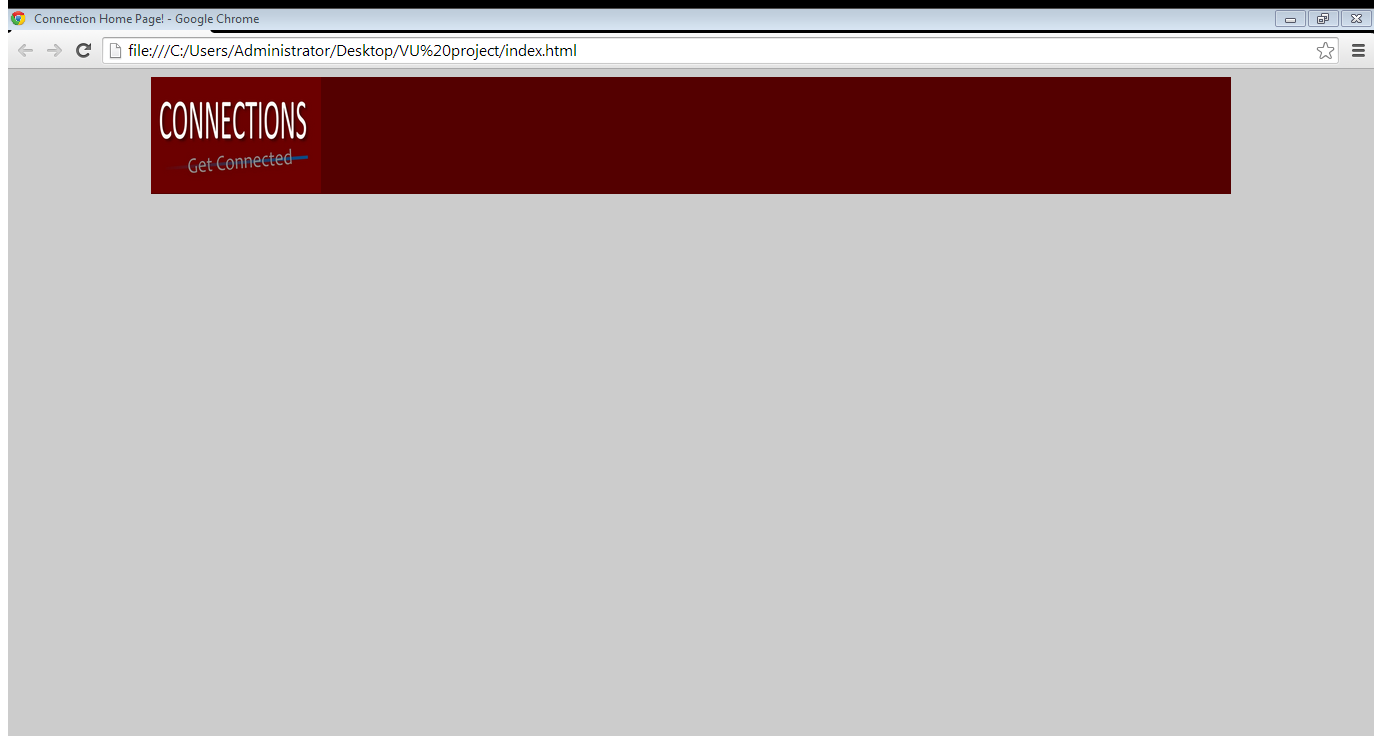 Connection Home Page! - Google Chrome
file:///C:/Users/Administrator/Desktop/VU%20project/index.html
CONNECTIONS
Get Connected